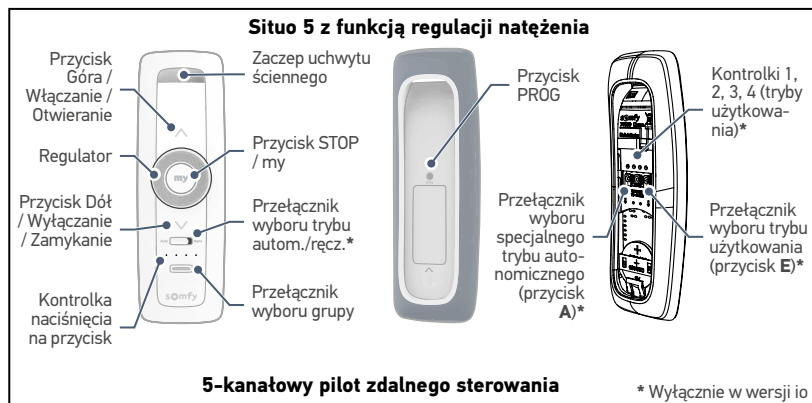 Situo 5 z funkcją regulacji natężenia
Przycisk
Góra /
Włączanie /
Otwieranie
Regulator
Przycisk Dół
/ Wyłączanie
/ Zamykanie
Kontrolka
naciśnięcia
na przycisk
Zaczep uchwytu
ściennego
Przycisk STOP
/ my
Przełącznik
wyboru trybu
autom./ręcz.*
Przełącznik
wyboru grupy
my
somfy
Przycisk
PROG
Przełącznik
wyboru
specjalnego
trybu auto-
nomicznego
(przycisk
A)*
somfy
Kontrolki 1,
2, 3, 4 (tryby
użytkowa-
nia)*
Przełącznik
wyboru trybu
użytkowania
(przycisk E)*
5-kanałowy pilot zdalnego sterowania
* Wyłącznie w wersji io